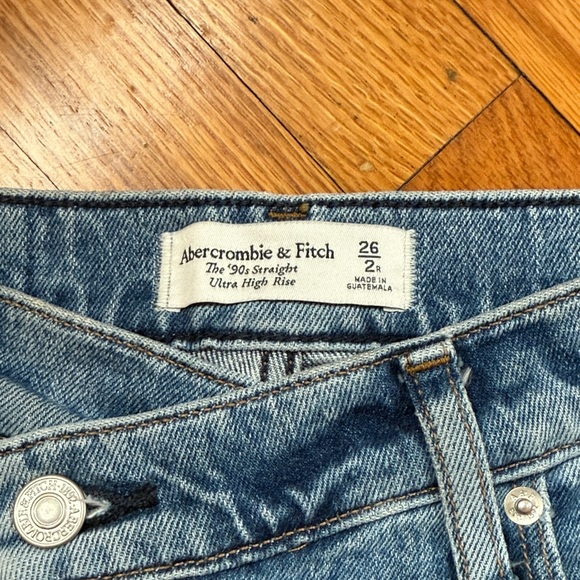 Abercrombie & Fitch
The '90s Straight
Ultra High Rise
26
2R
MADE IN
GUATEMALA